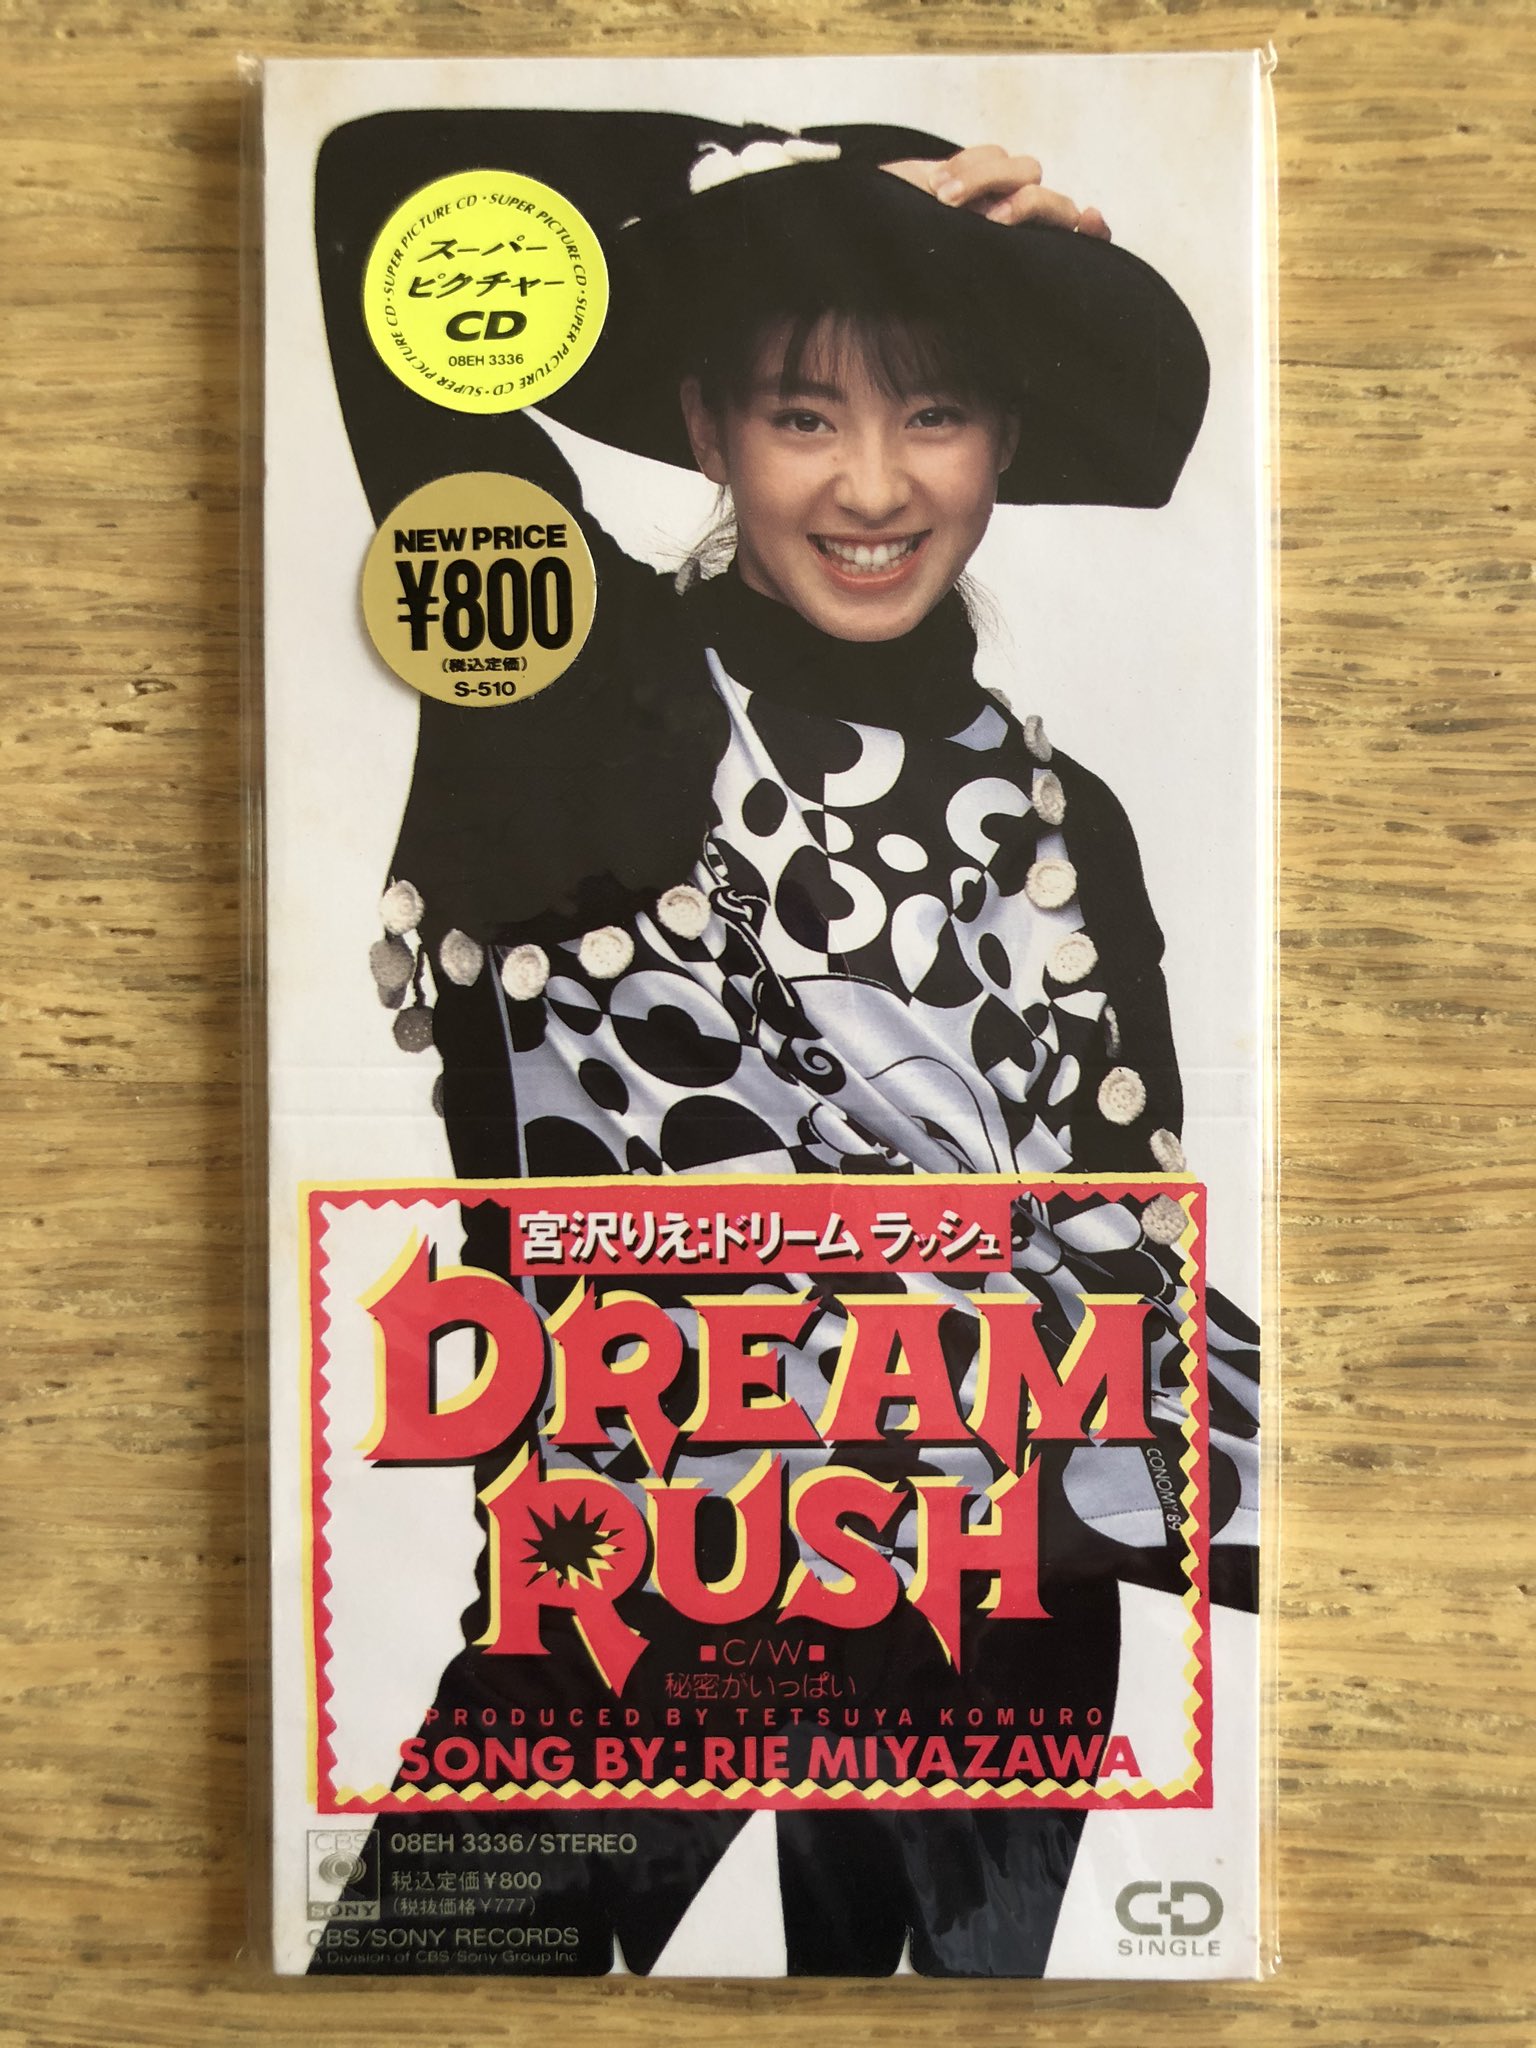 SUPER PICTURE CD・SUPER PICTURE CD・SUPER PICTURE CD・SUPER PICTURE CD・
スーパー
ピクチャー
CD
08EH 3336
NEW PRICE
¥800
(税込定価)
S-510
宮沢りえ:ドリーム ラッシュ
DREAM
RUSH
CONOMY'89
■C/W■
秘密がいっぱい
PRODUCED BY TETSUYA KOMURO
SONG BY: RIE MIYAZAWA
CBS
SONY
08EH 3336/STEREO
税込定価¥800
(税抜価格¥777)
CBS/SONY RECORDS
A Division of CBS/Sony Group Inc.
CD
SINGLE